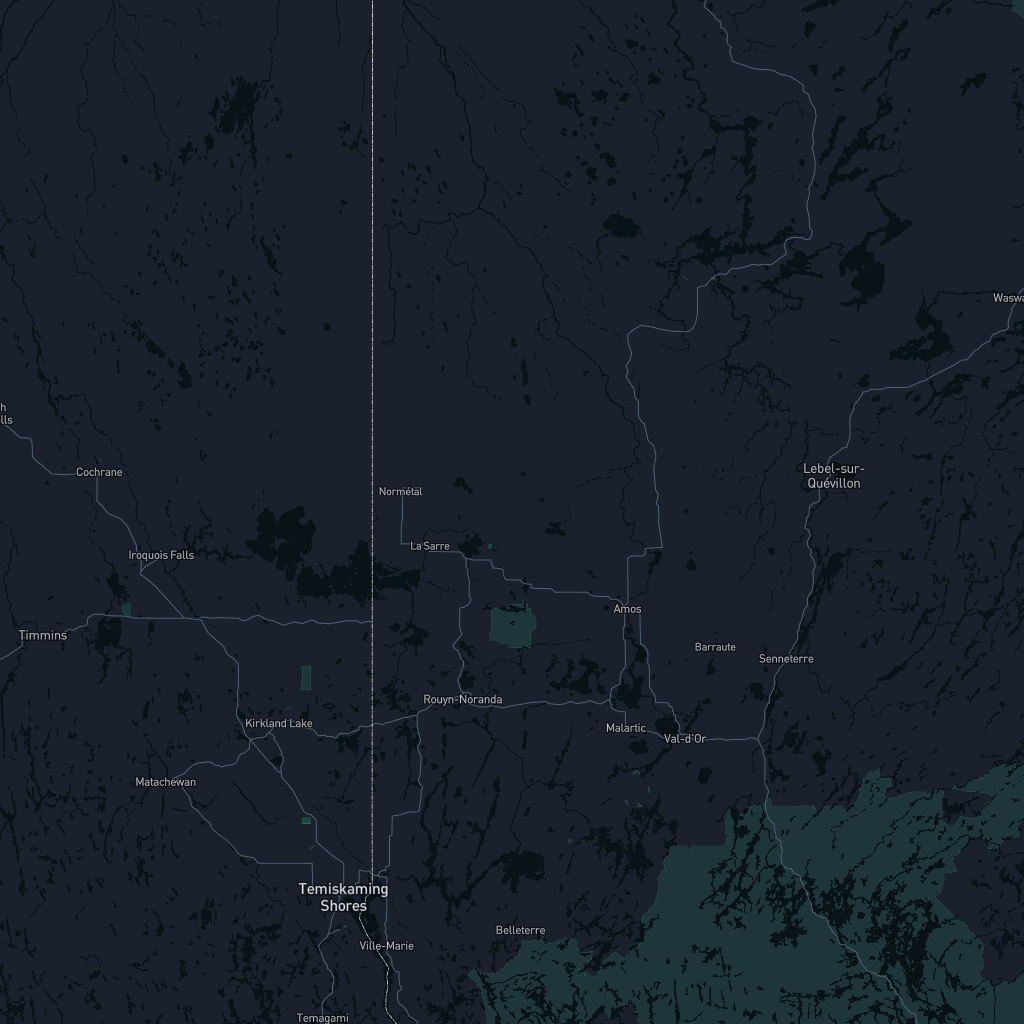 Waswa
h
lls
Cochrane
Lebel-sur-
Quévillon
Normétal
La Sarre
Iroquois Falls
Amos
Timmins
Barraute
Senneterre
Rouyn-Noranda
Kirkland Lake
Malartic
Val-d'Or
Matachewan
Temiskaming
Shores
Belleterre
Ville-Marie
Temagami